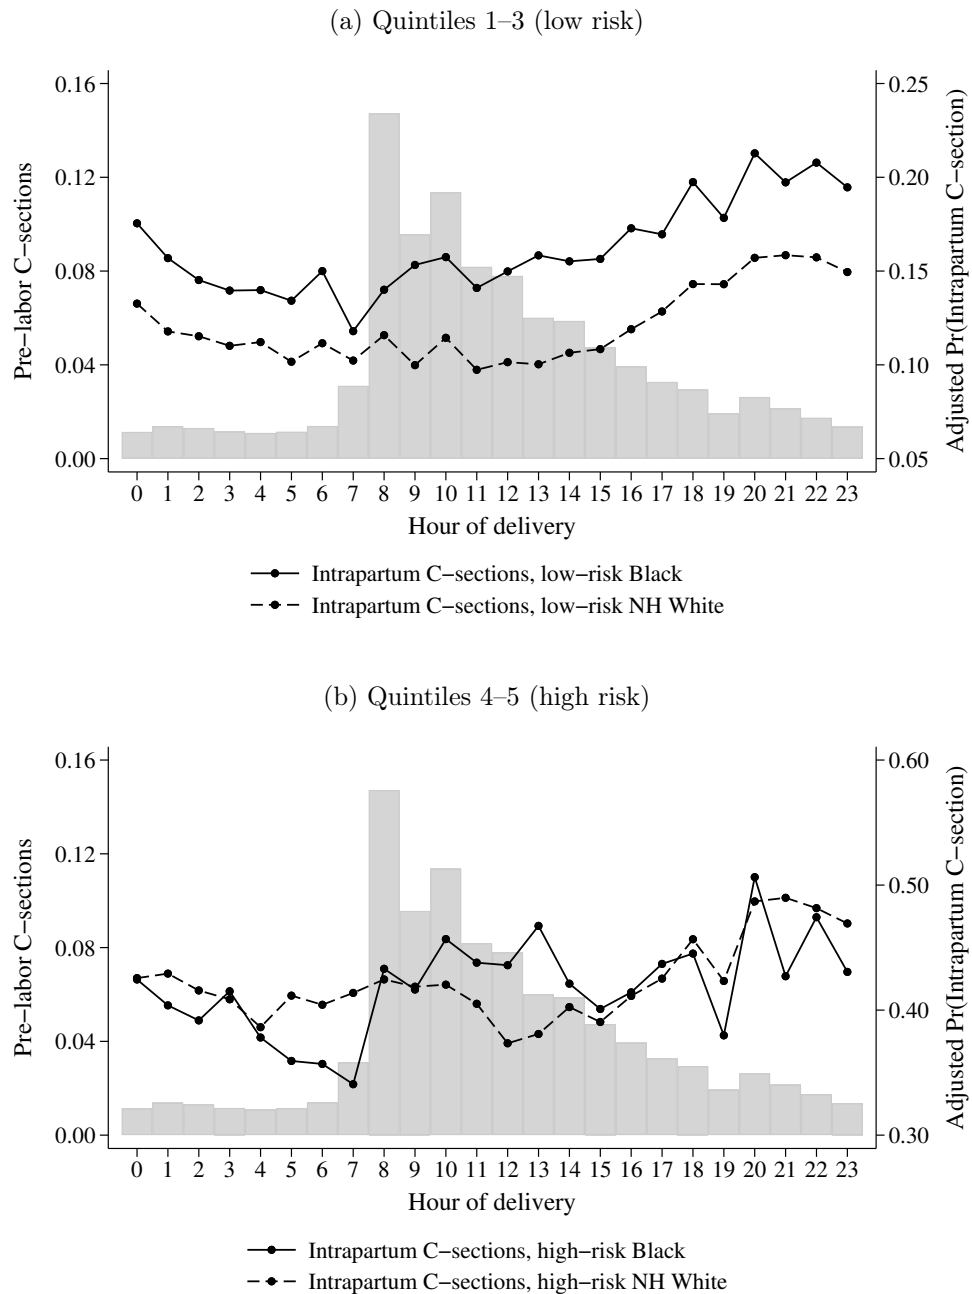 (a) Quintiles 1–3 (low risk)
Pre−labor C−sections
0.16
0.12
0.08
0.04
0.00
0.25
0.20
0.15
0.10
0.05
Adjusted Pr(Intrapartum C−section)
0 1 2 3 4 5 6 7 8 9 10 11 12 13 14 15 16 17 18 19 20 21 22 23
Hour of delivery
Intrapartum C−sections, low−risk Black
Intrapartum C−sections, low−risk NH White
(b) Quintiles 4–5 (high risk)
Pre−labor C−sections
0.16
0.12
0.08
0.04
0.00
0.60
0.50
0.40
0.30
Adjusted Pr(Intrapartum C−section)
0 1 2 3 4 5 6 7 8 9 10 11 12 13 14 15 16 17 18 19 20 21 22 23
Hour of delivery
Intrapartum C−sections, high−risk Black
Intrapartum C−sections, high−risk NH White